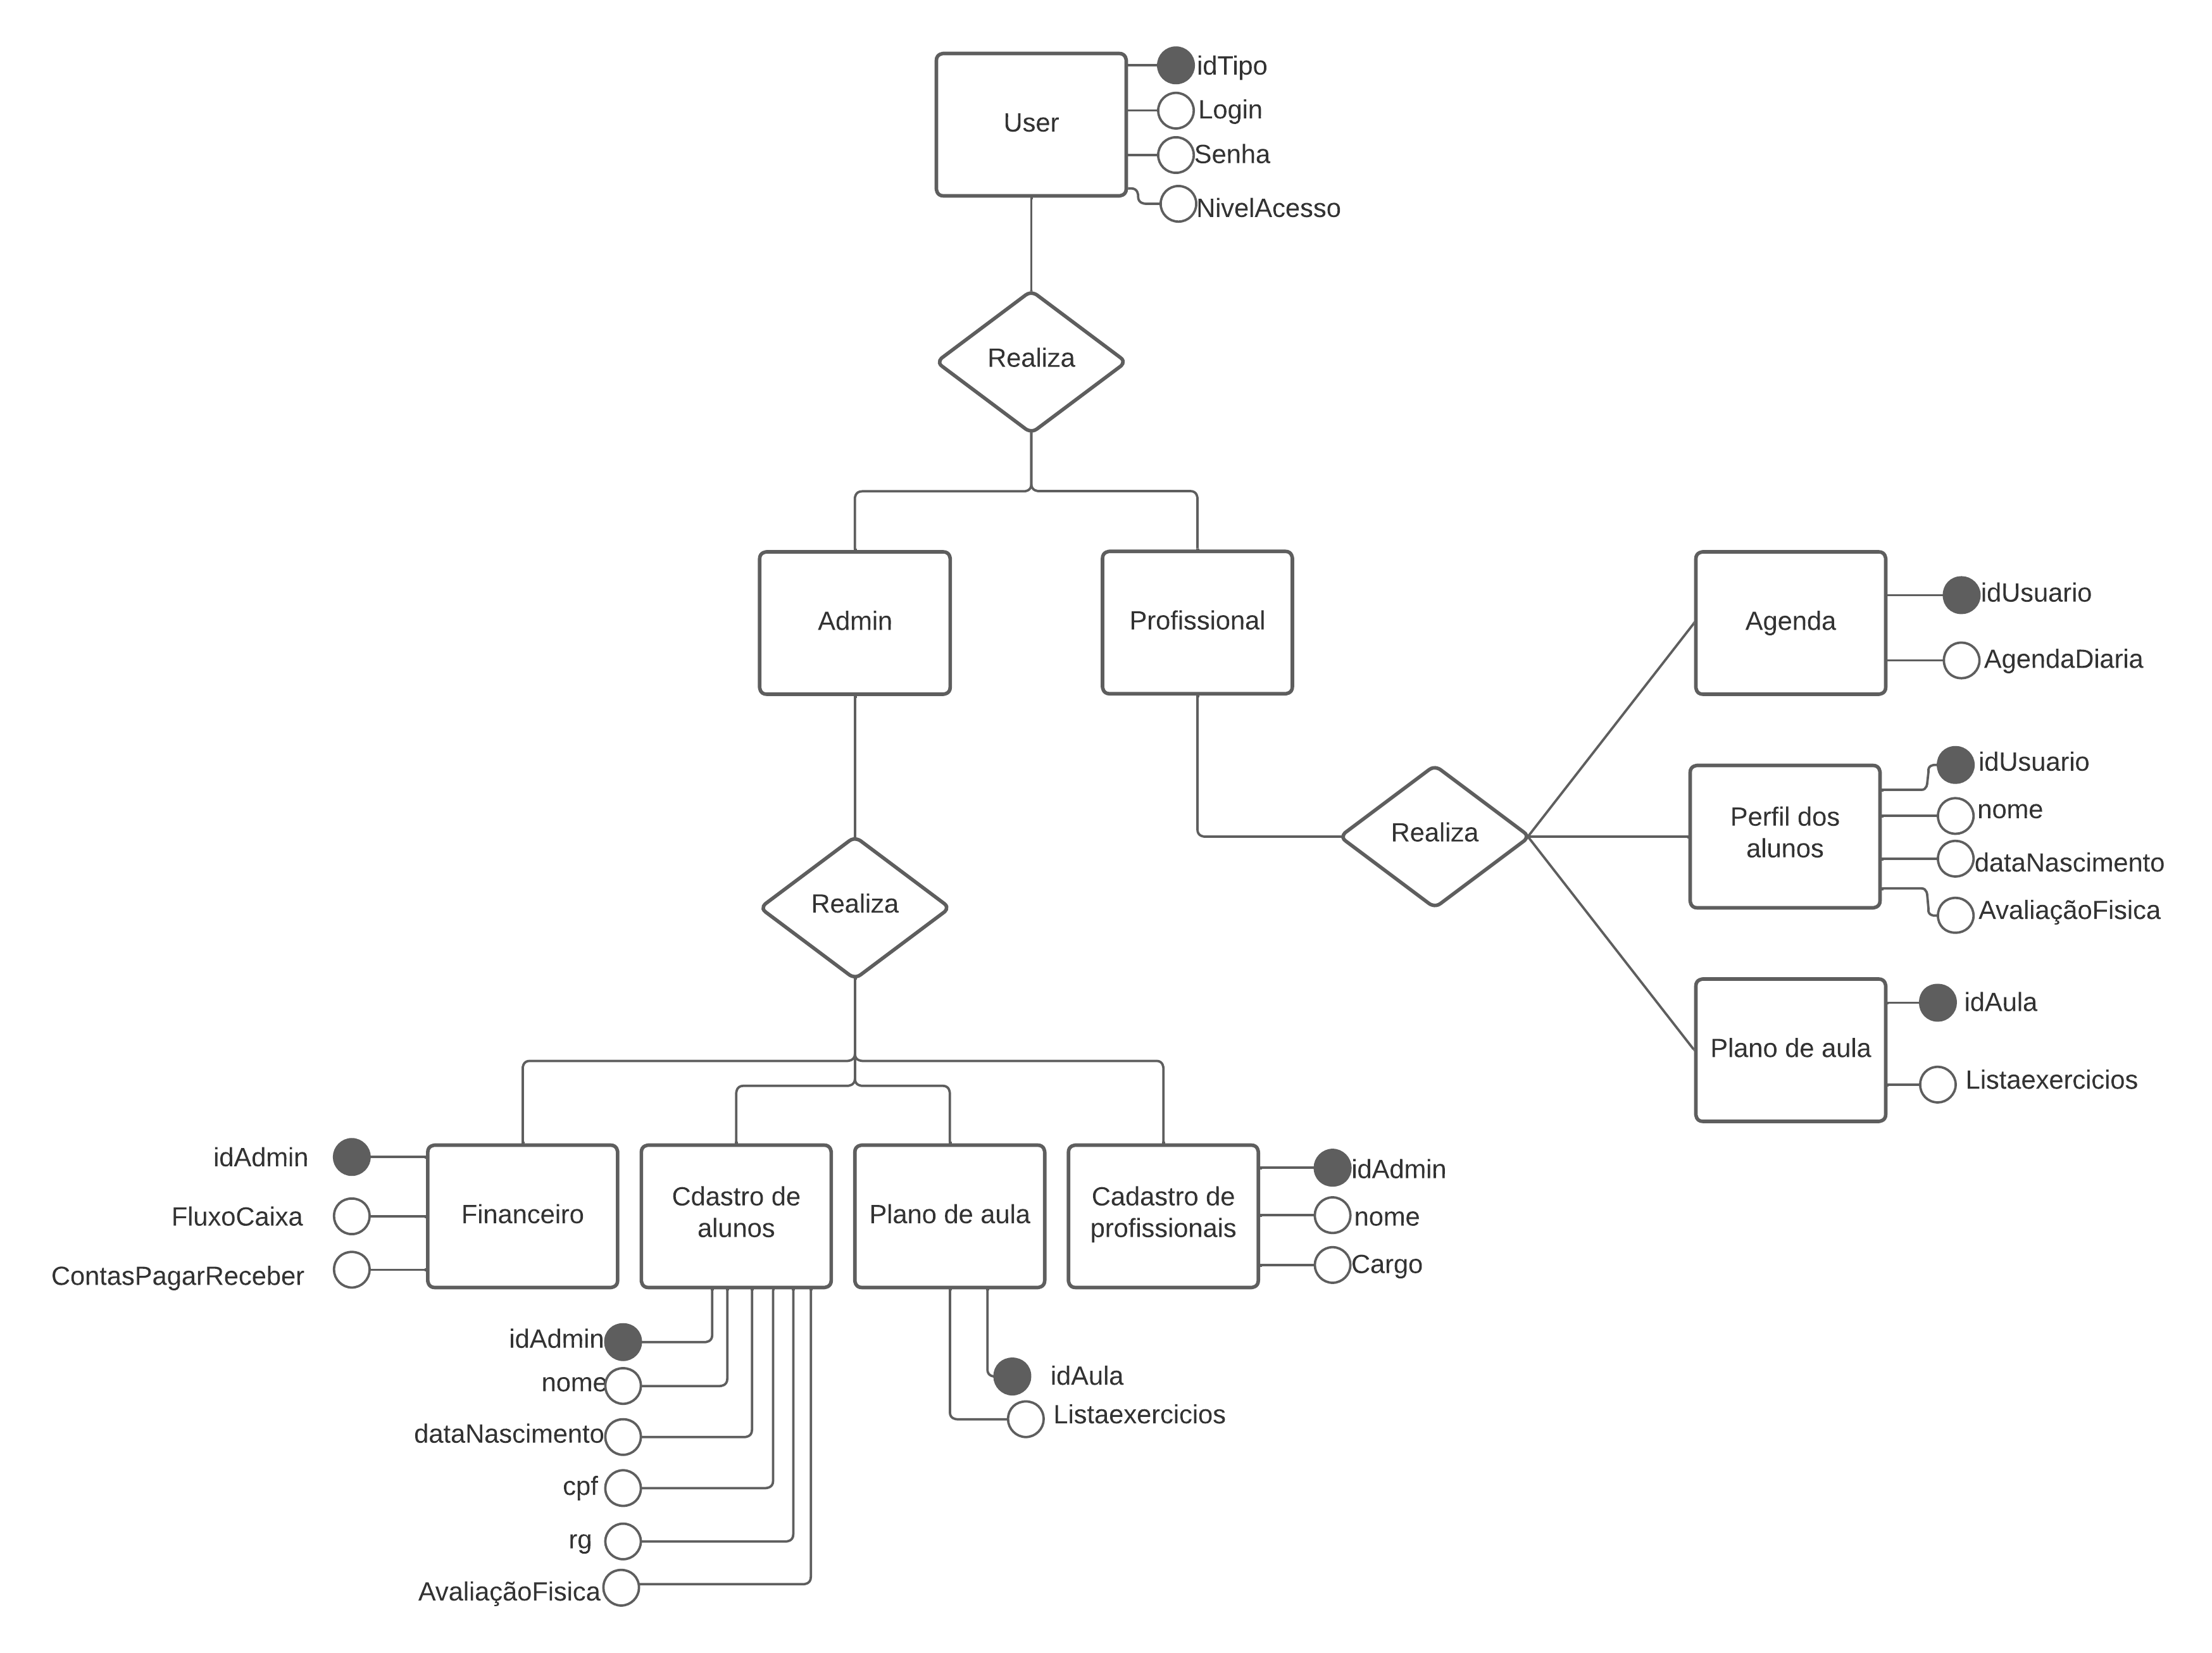 User
idTipo
Login
Senha
NivelAcesso
Realiza
Admin
Profissional
Agenda
idUsuario
AgendaDiaria
Realiza
Perfil dos
alunos
idUsuario
nome
dataNascimento
AvaliaçãoFisica
Realiza
Plano de aula
idAula
Listaexercicios
idAdmin
FluxoCaixa
ContasPagarReceber
Financeiro
Cdastro de
alunos
Plano de aula
Cadastro de
profissionais
idAdmin
nome
Cargo
idAdmin
nome
dataNascimento
cpf
rg
AvaliaçãoFisica
idAula
Listaexercicios